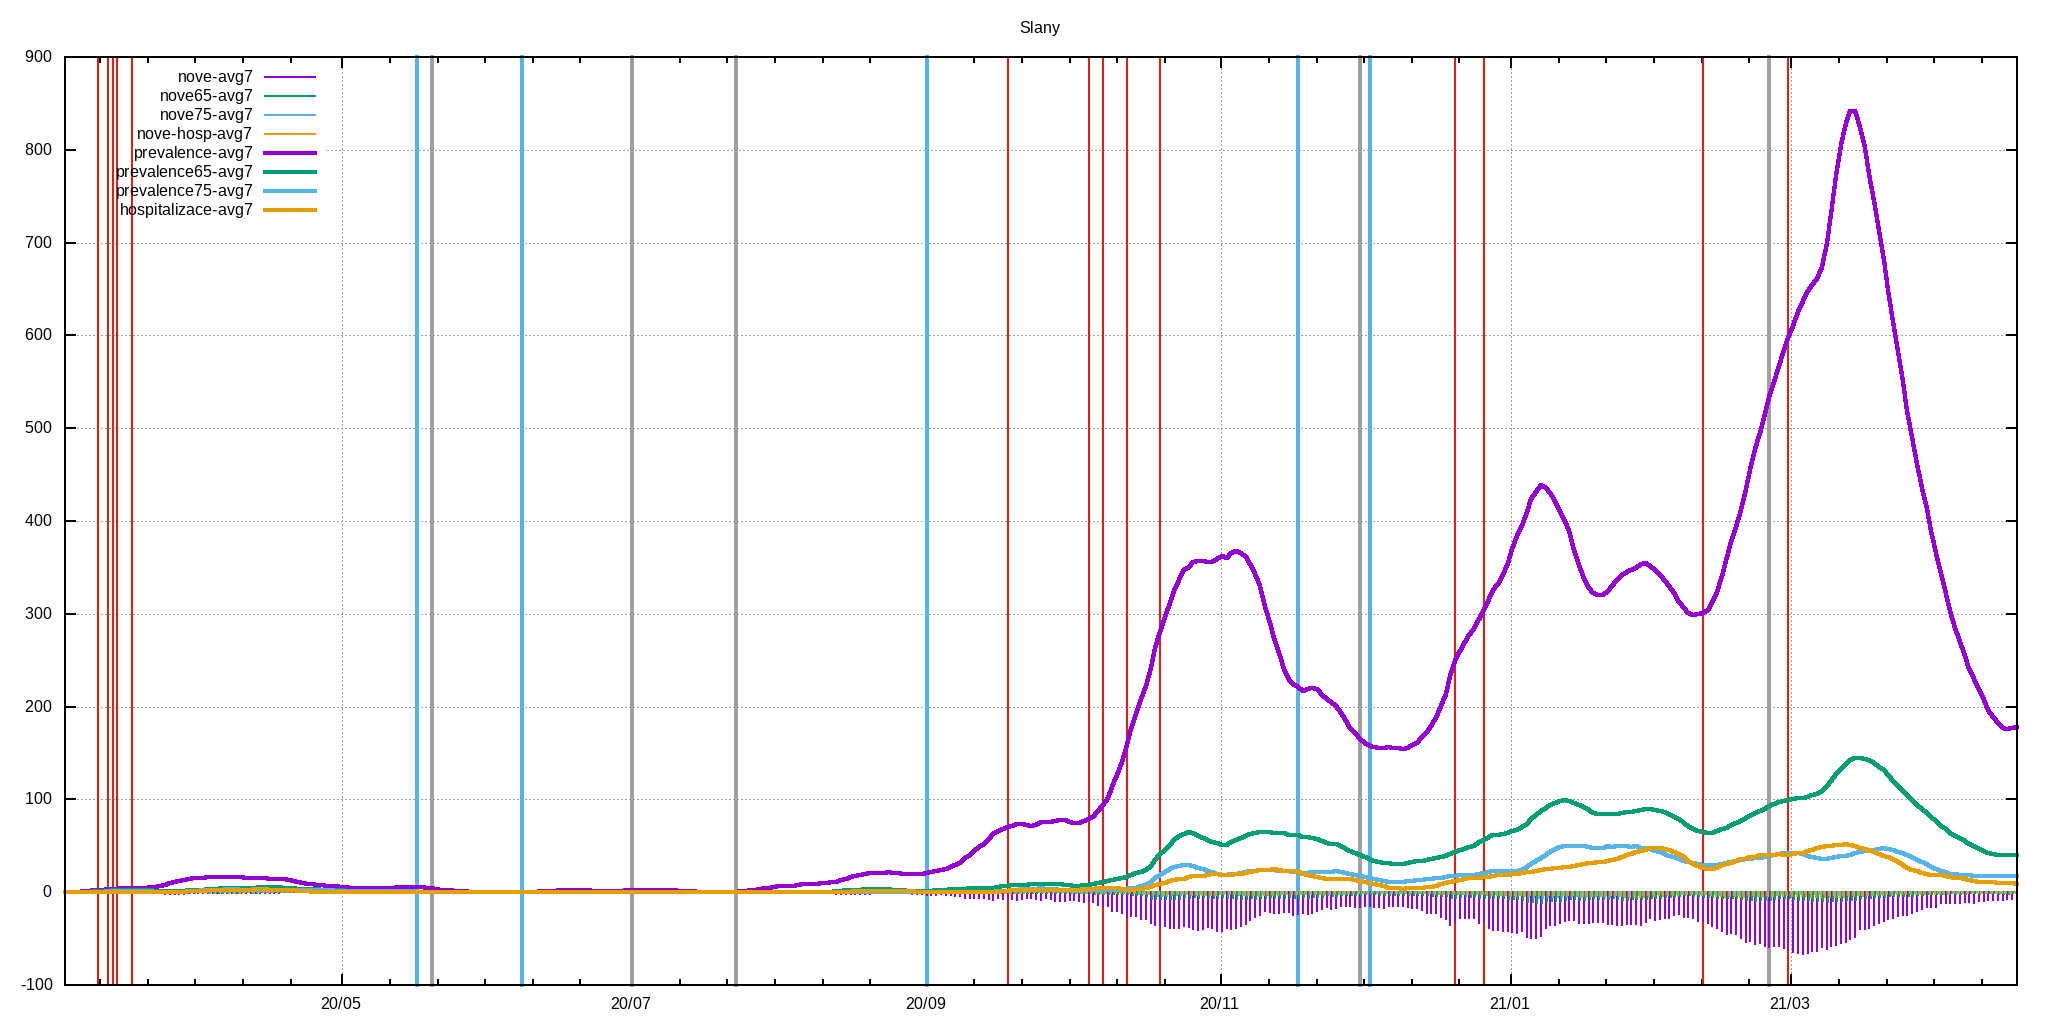 Slany
900
800
700
600
500
400
300
200
100
0
-100
nove-avg7
nove65-avg7
nove75-avg7
nove-hosp-avg7
prevalence-avg7
prevalence65-avg7
prevalence75-avg7
hospitalizace-avg7
20/05 20/07 20/09 20/11 21/01 21/03